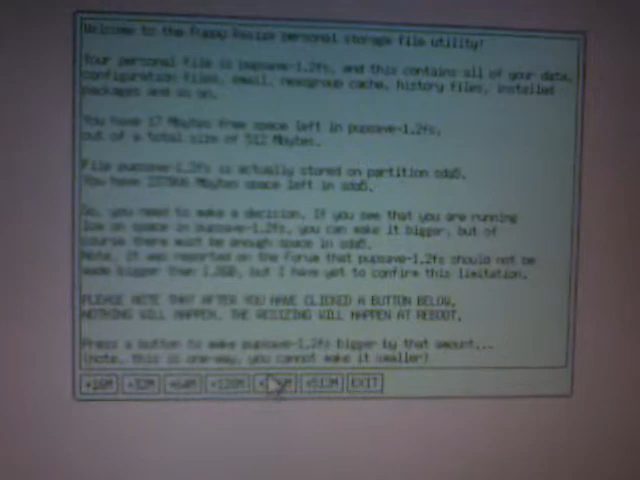 Welcome to the Puppy Resize personal storage file utility!
Your personal file is pupsave-1.2fs, and this contains all of your data,
configuration files, email, newsgroup cache, history files, installed
packages and so on.
You have 17 Mbytes free space left in pupsave-1.2fs,
out of a total size of 512 Mbytes.
File pupsave-1.2fs is actually stored on partition sda5.
You have Mbytes space left in sda5.
So, you need to make a decision. If you see that you are running
low on space in pupsave-1.2fs, you can make it bigger, but of
course there must be enough space in sda5.
Note, it was reported on the Forum that pupsave-1.2fs should not be
made bigger than but I have yet to confirm this limitation.
PLEASE NOTE THAT AFTER YOU HAVE CLICKED A BUTTON BELOW,
NOTHING WILL HAPPEN. THE RESIZING WILL HAPPEN AT REBOOT.
Press a button to make pupsave-1.2fs bigger by that amount...
(note, this is one-way, you cannot make it smaller)
+16M +32M +64M +128M +512M EXIT